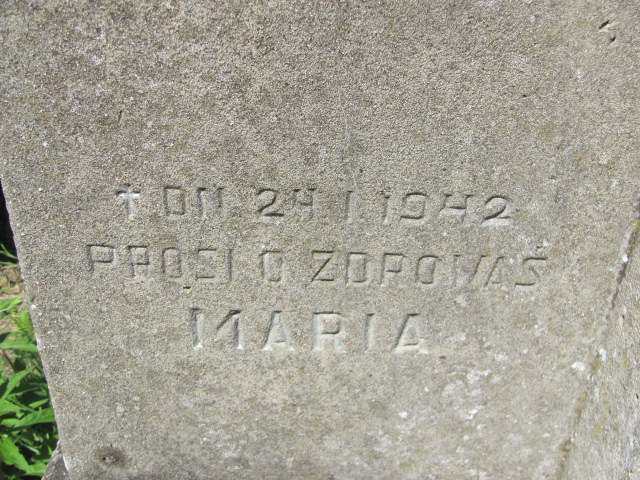 ✝ DN. 24.I.1942
PROSI O ZDROWAŚ
MARIA